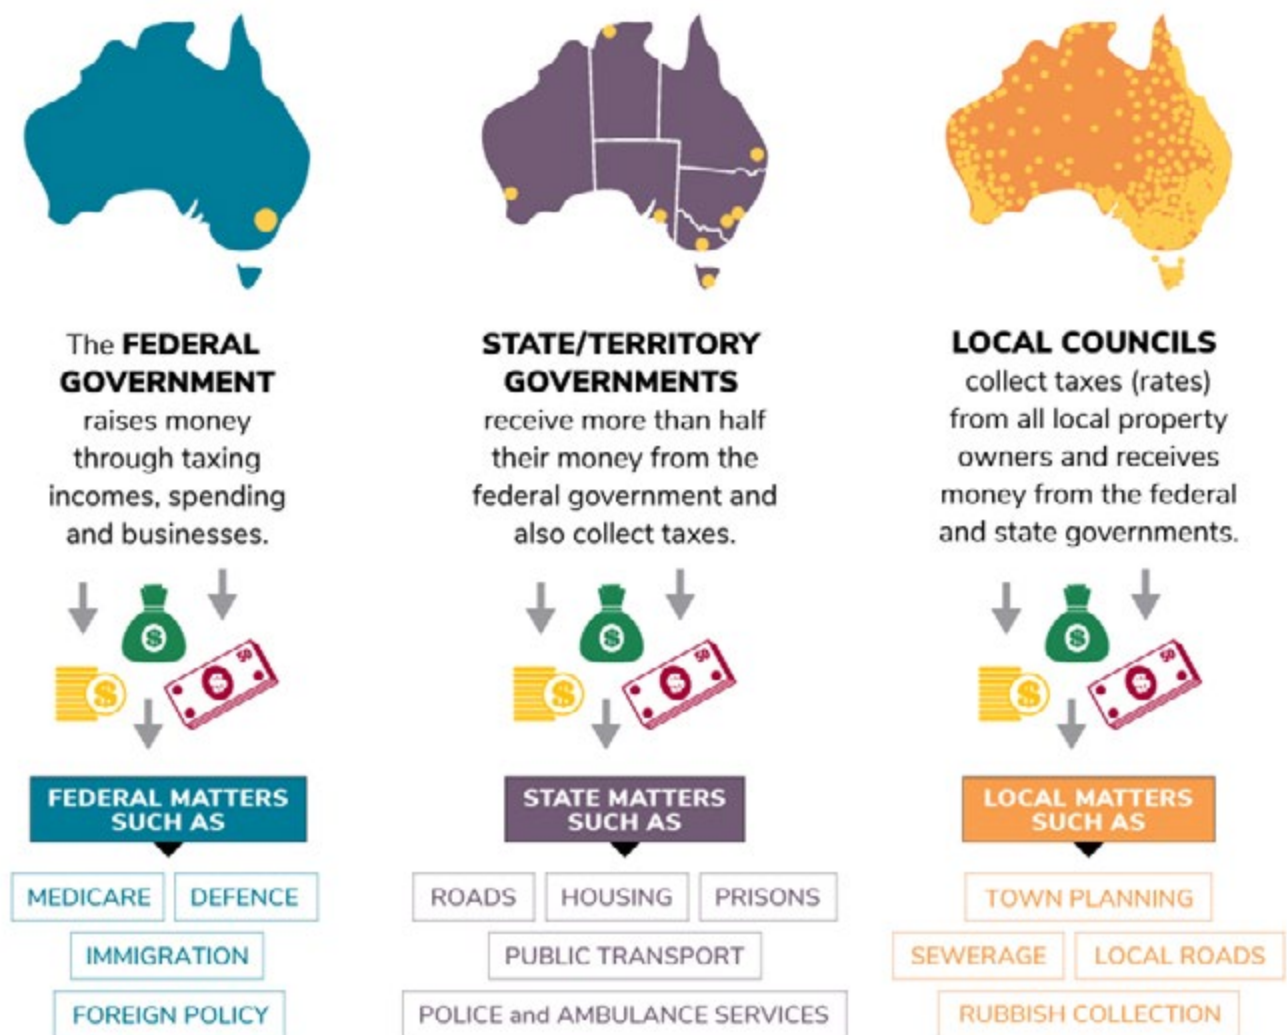 The FEDERAL
GOVERNMENT
raises money
through taxing
incomes, spending
and businesses.
$
$
50
FEDERAL MATTERS
SUCH AS
MEDICARE
DEFENCE
IMMIGRATION
FOREIGN POLICY
STATE/TERRITORY
GOVERNMENTS
receive more than half
their money from the
federal government and
also collect taxes.
$
$
50
STATE MATTERS
SUCH AS
ROADS
HOUSING
PRISONS
PUBLIC TRANSPORT
POLICE and AMBULANCE SERVICES
LOCAL COUNCILS
collect taxes (rates)
from all local property
owners and receives
money from the federal
and state governments.
$
$
50
LOCAL MATTERS
SUCH AS
TOWN PLANNING
SEWERAGE
LOCAL ROADS
RUBBISH COLLECTION